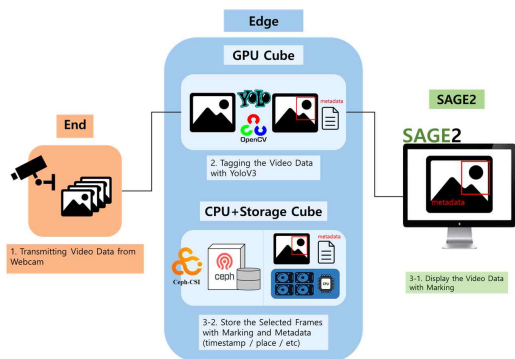 Edge
GPU Cube
YOLO
OpenCV
metadata
2. Tagging the Video Data
with YoloV3
End
1. Transmitting Video Data from
Webcam
CPU+Storage Cube
Ceph-CSI
ceph
metadata
CPU
3-2. Store the Selected Frames
with Marking and Metadata
(timestamp / place / etc)
SAGE2
SAGE2
metadata
3-1. Display the Video Data
with Marking